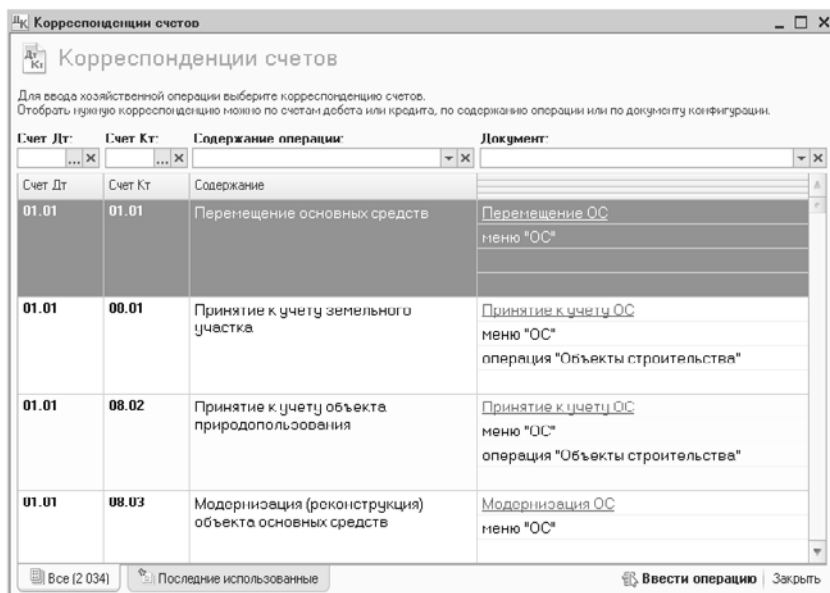 Корреспонденции счетов
Корреспонденции счетов
Для ввода хозяйственной операции выберите корреспонденцию счетов.
Отобрать нужную корреспонденцию можно по счетам дебета или кредита, по содержанию операции или по документу конфигурации.
Счет Дт: Счет Кт: Содержание операции: Документ:
Счет Дт Счет Кт Содержание
01.01 01.01 Перемещение основных средств Перемещение ОС
меню "ОС"
01.01 08.01 Принятие к учету земельного Принятие к учету ОС
участка меню "ОС"
операция "Объекты строительства"
01.01 08.02 Принятие к учету объекта Принятие к учету ОС
природопользования меню "ОС"
операция "Объекты строительства"
01.01 08.03 Модернизация (реконструкция) Модернизация ОС
объекта основных средств меню "ОС"
Все (2 034) Последние использованные Ввести операцию Закрыть